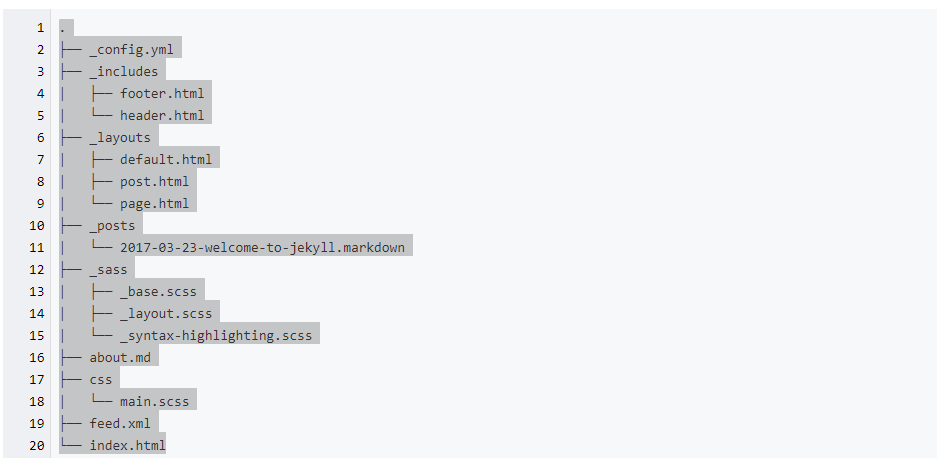 1 .
2 ├── _config.yml
3 ├── _includes
4 │   ├── footer.html
5 │   └── header.html
6 ├── _layouts
7 │   ├── default.html
8 │   ├── post.html
9 │   └── page.html
10 ├── _posts
11 │   └── 2017-03-23-welcome-to-jekyll.markdown
12 ├── _sass
13 │   ├── _base.scss
14 │   ├── _layout.scss
15 │   └── _syntax-highlighting.scss
16 ├── about.md
17 ├── css
18 │   └── main.scss
19 ├── feed.xml
20 └── index.html